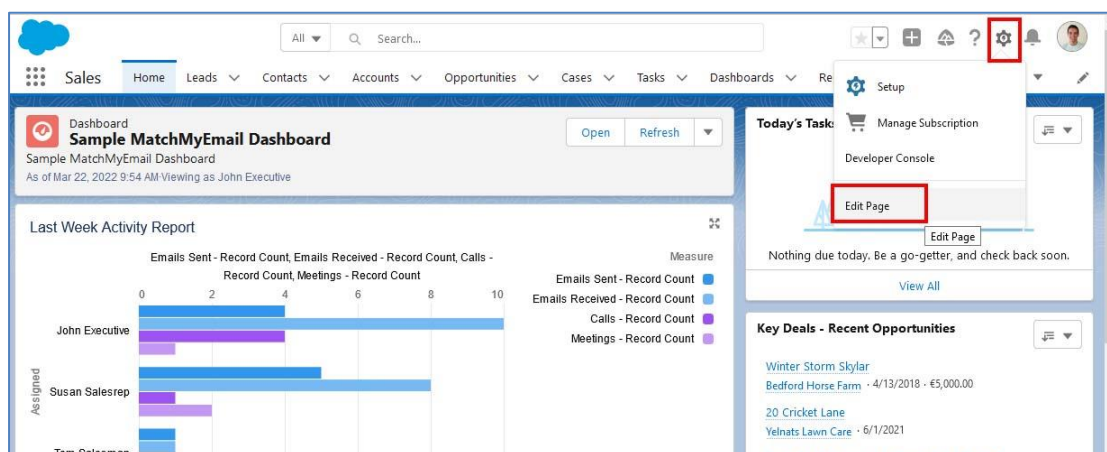 All
Search...
Sales Home Leads Contacts Accounts Opportunities Cases Tasks Dashboards Re
Setup
Manage Subscription
Developer Console
Edit Page
Edit Page
Dashboard
Sample MatchMyEmail Dashboard
Sample MatchMyEmail Dashboard
As of Mar 22, 2022 9:54 AM·Viewing as John Executive
Open Refresh
Last Week Activity Report
Emails Sent - Record Count, Emails Received - Record Count, Calls -
Record Count, Meetings - Record Count
0 2 4 6 8 10
Assigned
John Executive
Susan Salesrep
Measure
Emails Sent - Record Count
Emails Received - Record Count
Calls - Record Count
Meetings - Record Count
Today's Tasks
Nothing due today. Be a go-getter, and check back soon.
View All
Key Deals - Recent Opportunities
Winter Storm Skylar
Bedford Horse Farm · 4/13/2018 · €5,000.00
20 Cricket Lane
Yelnats Lawn Care · 6/1/2021